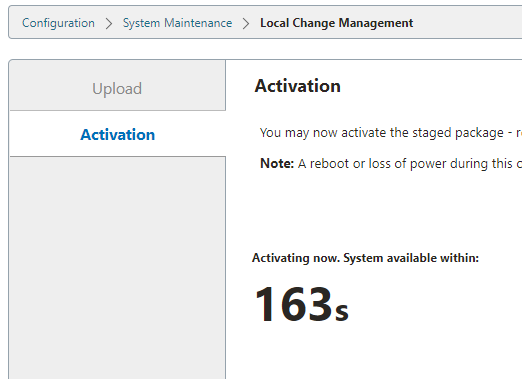 Configuration > System Maintenance > Local Change Management
Upload
Activation
Activation
You may now activate the staged package -
Note: A reboot or loss of power during this
Activating now. System available within:
163s